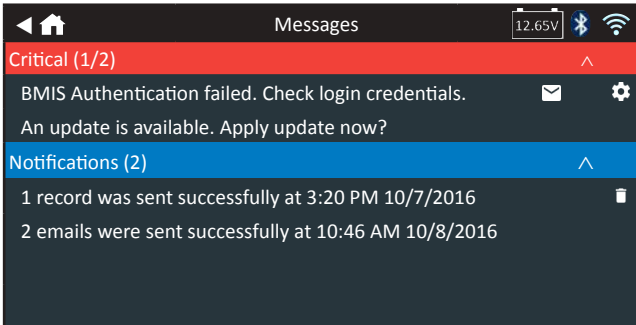 Messages
12.65V
Critical (1/2)
BMIS Authentication failed. Check login credentials.
An update is available. Apply update now?
Notifications (2)
1 record was sent successfully at 3:20 PM 10/7/2016
2 emails were sent successfully at 10:46 AM 10/8/2016